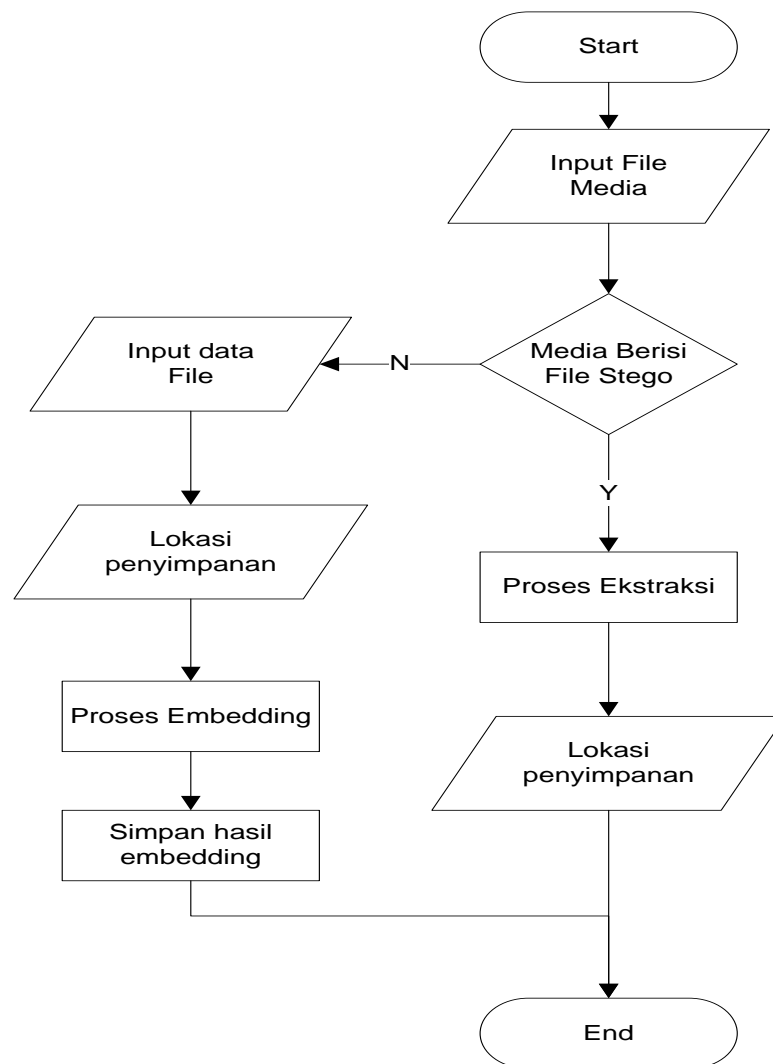 Start
Input File
Media
Media Berisi
File Stego
N
Input data
File
Y
Lokasi
penyimpanan
Proses Ekstraksi
Proses Embedding
Lokasi
penyimpanan
Simpan hasil
embedding
End